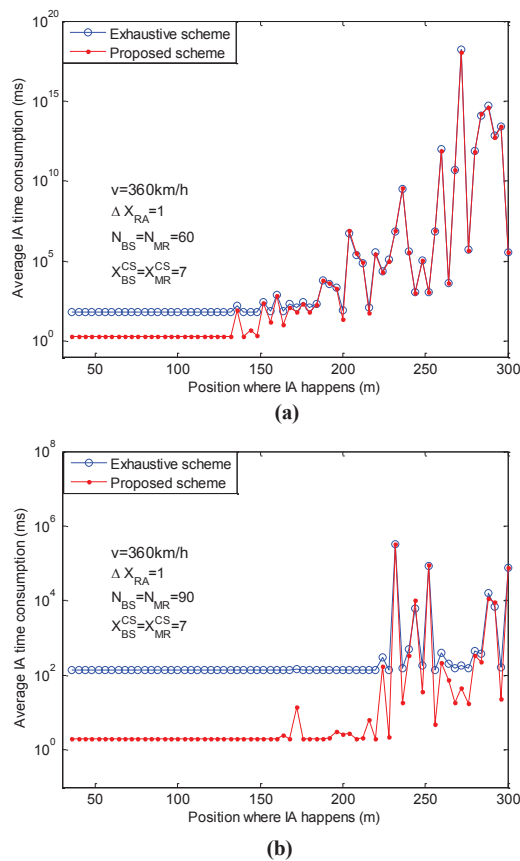 Exhaustive scheme
Proposed scheme
Average IA time consumption (ms)
10^20
10^15
10^10
10^5
10^0
v=360km/h
Δ X_RA=1
N_BS=N_MR=60
X_BS^CS=X_MR^CS=7
50 100 150 200 250 300
Position where IA happens (m)
(a)
Exhaustive scheme
Proposed scheme
Average IA time consumption (ms)
10^8
10^6
10^4
10^2
10^0
v=360km/h
Δ X_RA=1
N_BS=N_MR=90
X_BS^CS=X_MR^CS=7
50 100 150 200 250 300
Position where IA happens (m)
(b)